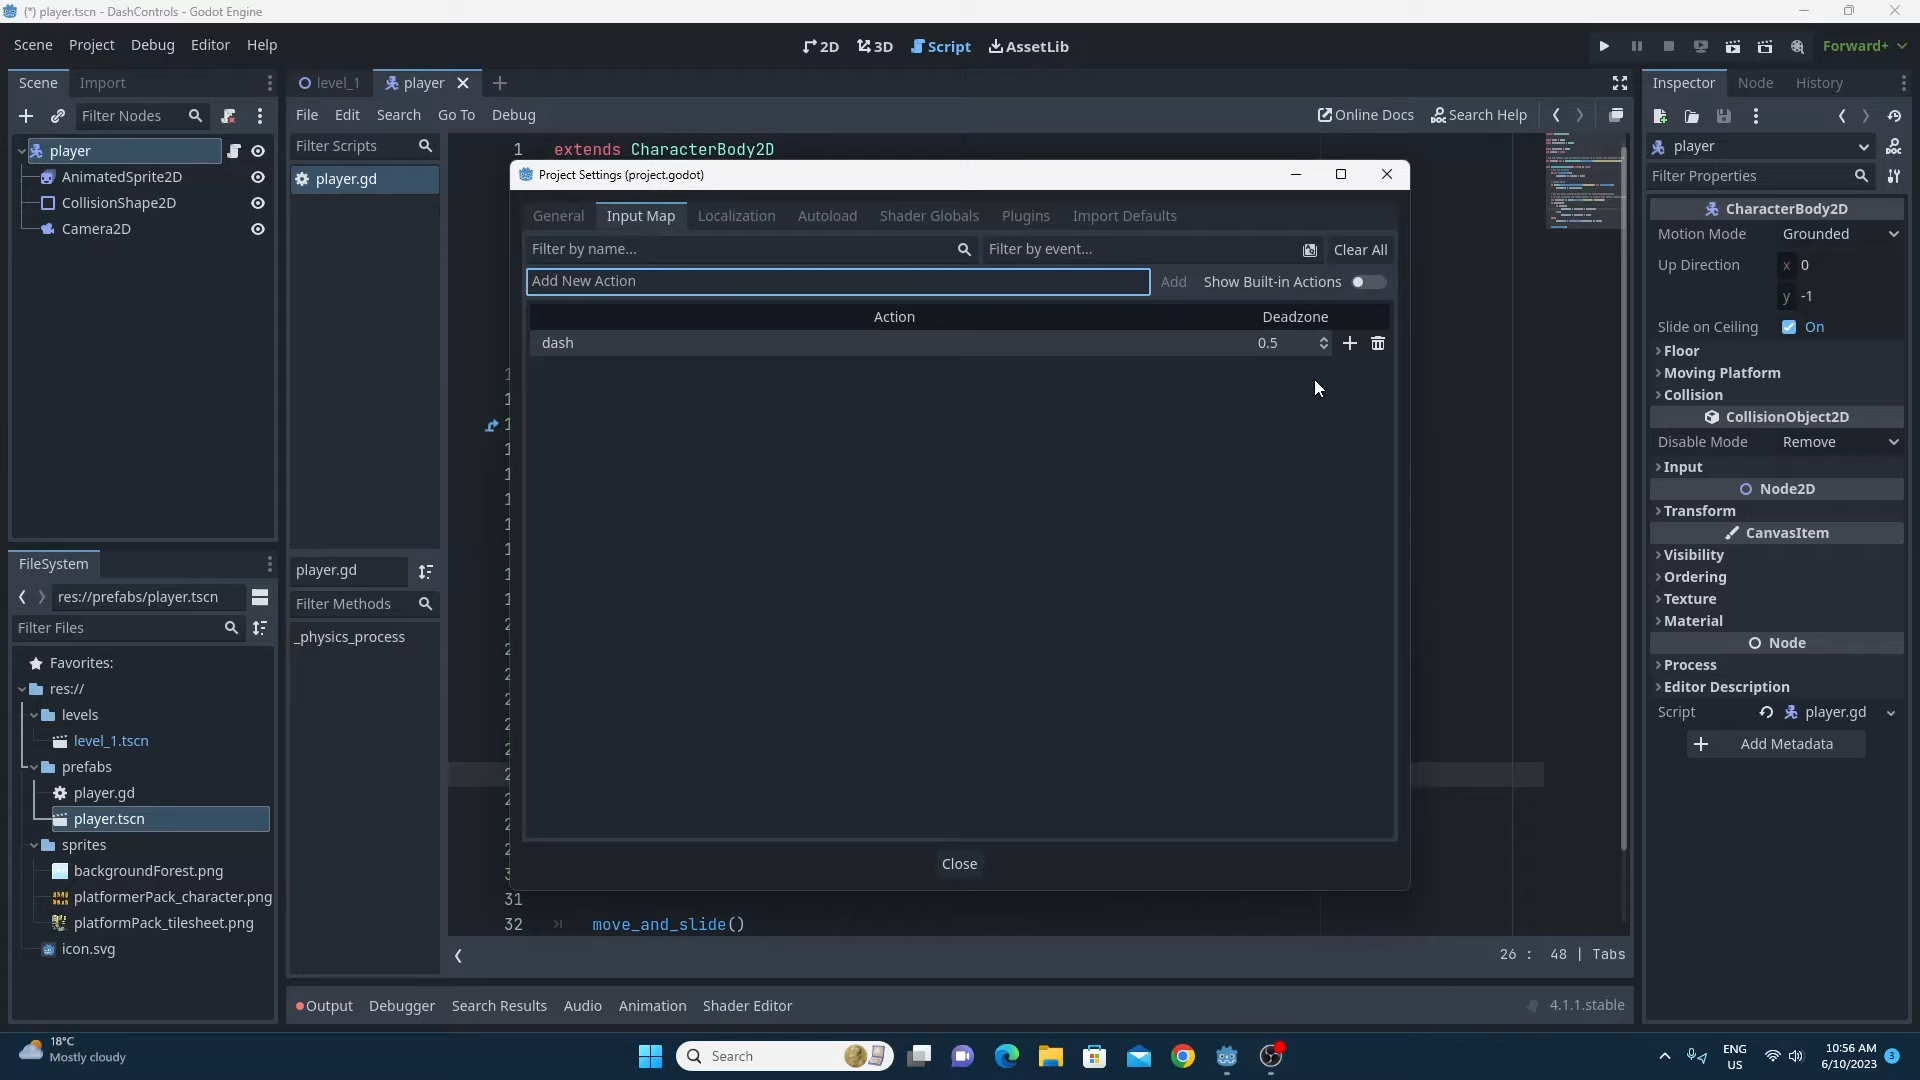 (*) player.tscn - DashControls - Godot Engine
Scene Project Debug Editor Help
2D 3D Script AssetLib
Forward+
Scene Import
level_1 player
Inspector Node History
Filter Nodes
File Edit Search Go To Debug
Online Docs Search Help
player
AnimatedSprite2D
CollisionShape2D
Camera2D
Filter Scripts
player.gd
1 extends CharacterBody2D
Project Settings (project.godot)
General Input Map Localization Autoload Shader Globals Plugins Import Defaults
Filter by name... Filter by event... Clear All
Add New Action Add Show Built-in Actions
Action Deadzone
dash 0.5
Close
31
32 move_and_slide()
26 : 48 | Tabs
player.gd
Filter Methods
_physics_process
FileSystem
res://prefabs/player.tscn
Filter Files
Favorites:
res://
levels
level_1.tscn
prefabs
player.gd
player.tscn
sprites
backgroundForest.png
platformerPack_character.png
platformPack_tilesheet.png
icon.svg
Output Debugger Search Results Audio Animation Shader Editor
4.1.1.stable
player
Filter Properties
CharacterBody2D
Motion Mode Grounded
Up Direction x 0
y -1
Slide on Ceiling On
Floor
Moving Platform
Collision
CollisionObject2D
Disable Mode Remove
Input
Node2D
Transform
CanvasItem
Visibility
Ordering
Texture
Material
Node
Process
Editor Description
Script player.gd
Add Metadata
18°C
Mostly cloudy
Search
ENG
US
10:56 AM
6/10/2023
3